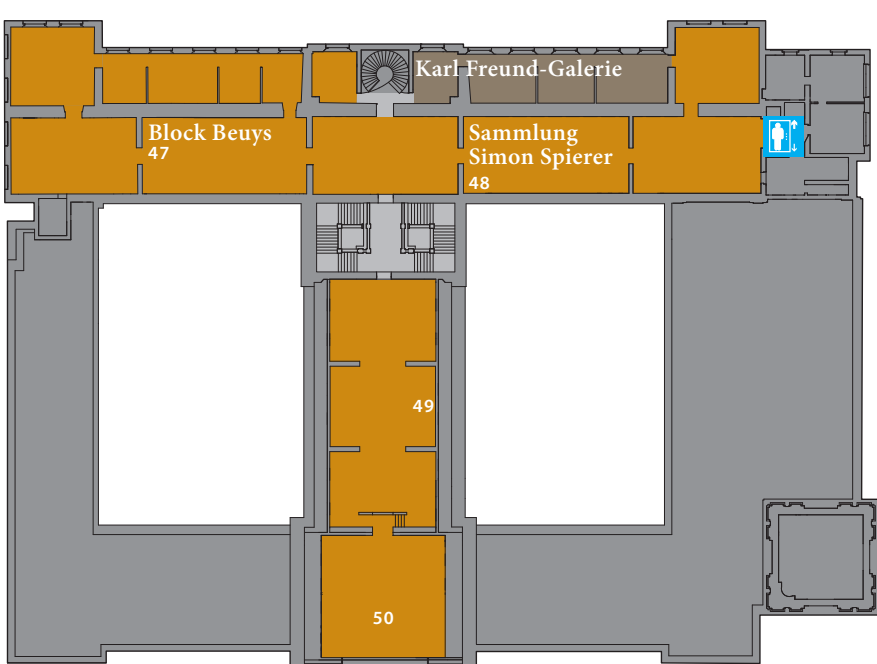 Karl Freund-Galerie
Block Beuys
47
Sammlung
Simon Spierer
48
49
50